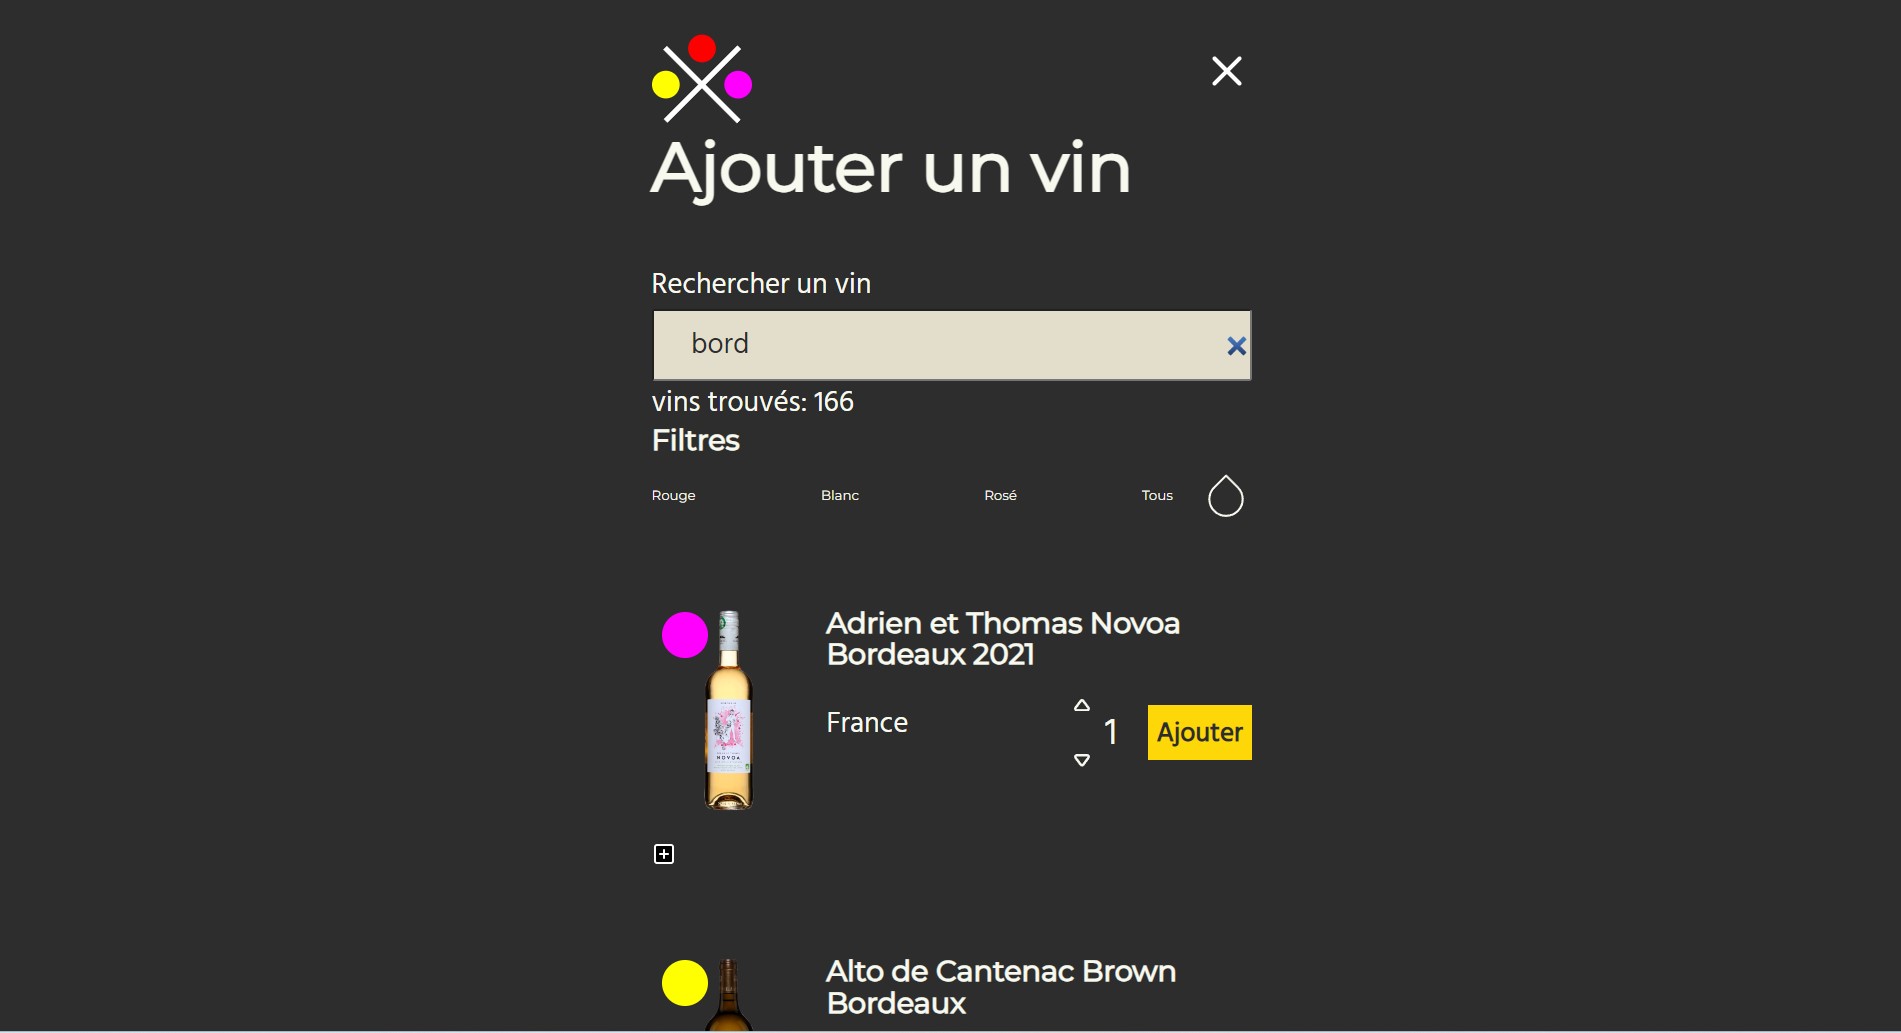 Ajouter un vin
Rechercher un vin
bord
vins trouvés: 166
Filtres
Rouge Blanc Rosé Tous
Adrien et Thomas Novoa
Bordeaux 2021
France
1
Ajouter
NOVOA
Alto de Cantenac Brown
Bordeaux